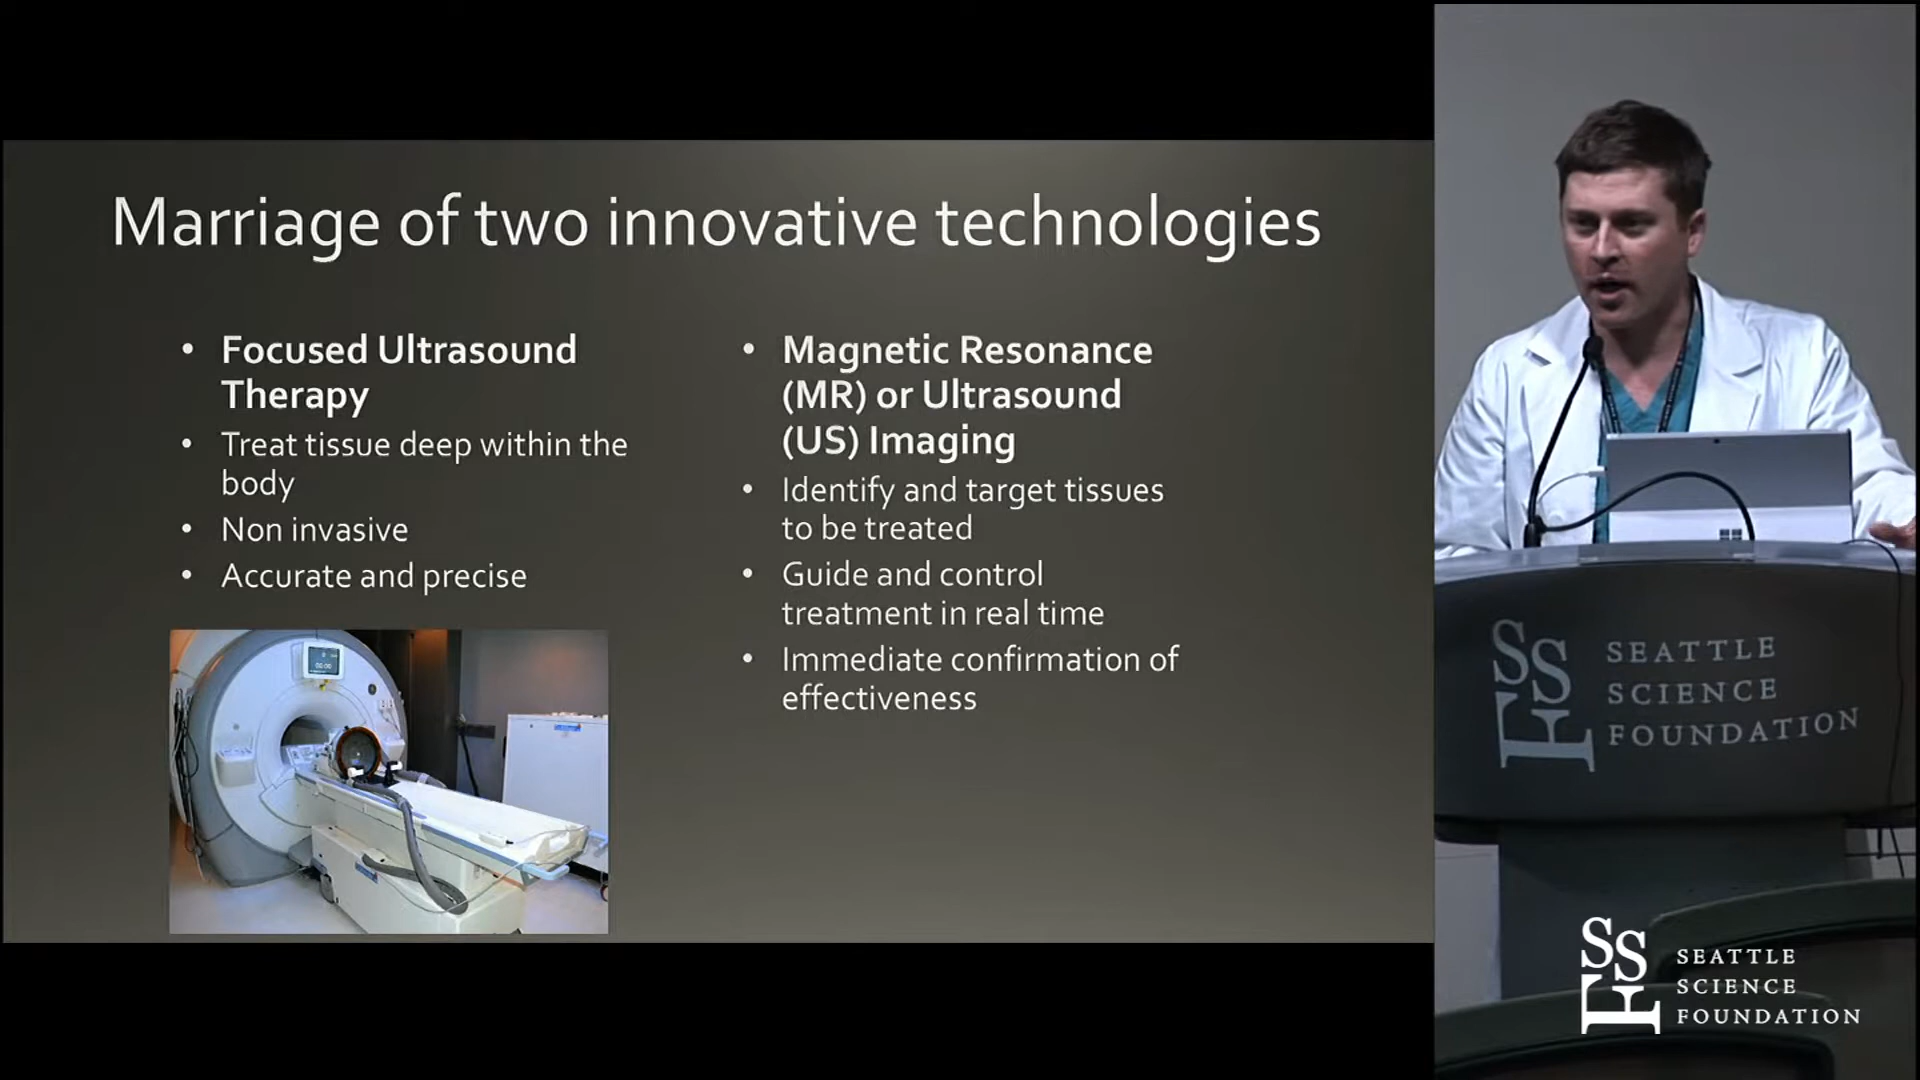 Marriage of two innovative technologies
• Focused Ultrasound
Therapy
• Treat tissue deep within the
body
• Non invasive
• Accurate and precise
• Magnetic Resonance
(MR) or Ultrasound
(US) Imaging
• Identify and target tissues
to be treated
• Guide and control
treatment in real time
• Immediate confirmation of
effectiveness
SSF
SEATTLE
SCIENCE
FOUNDATION
SSF
SEATTLE
SCIENCE
FOUNDATION